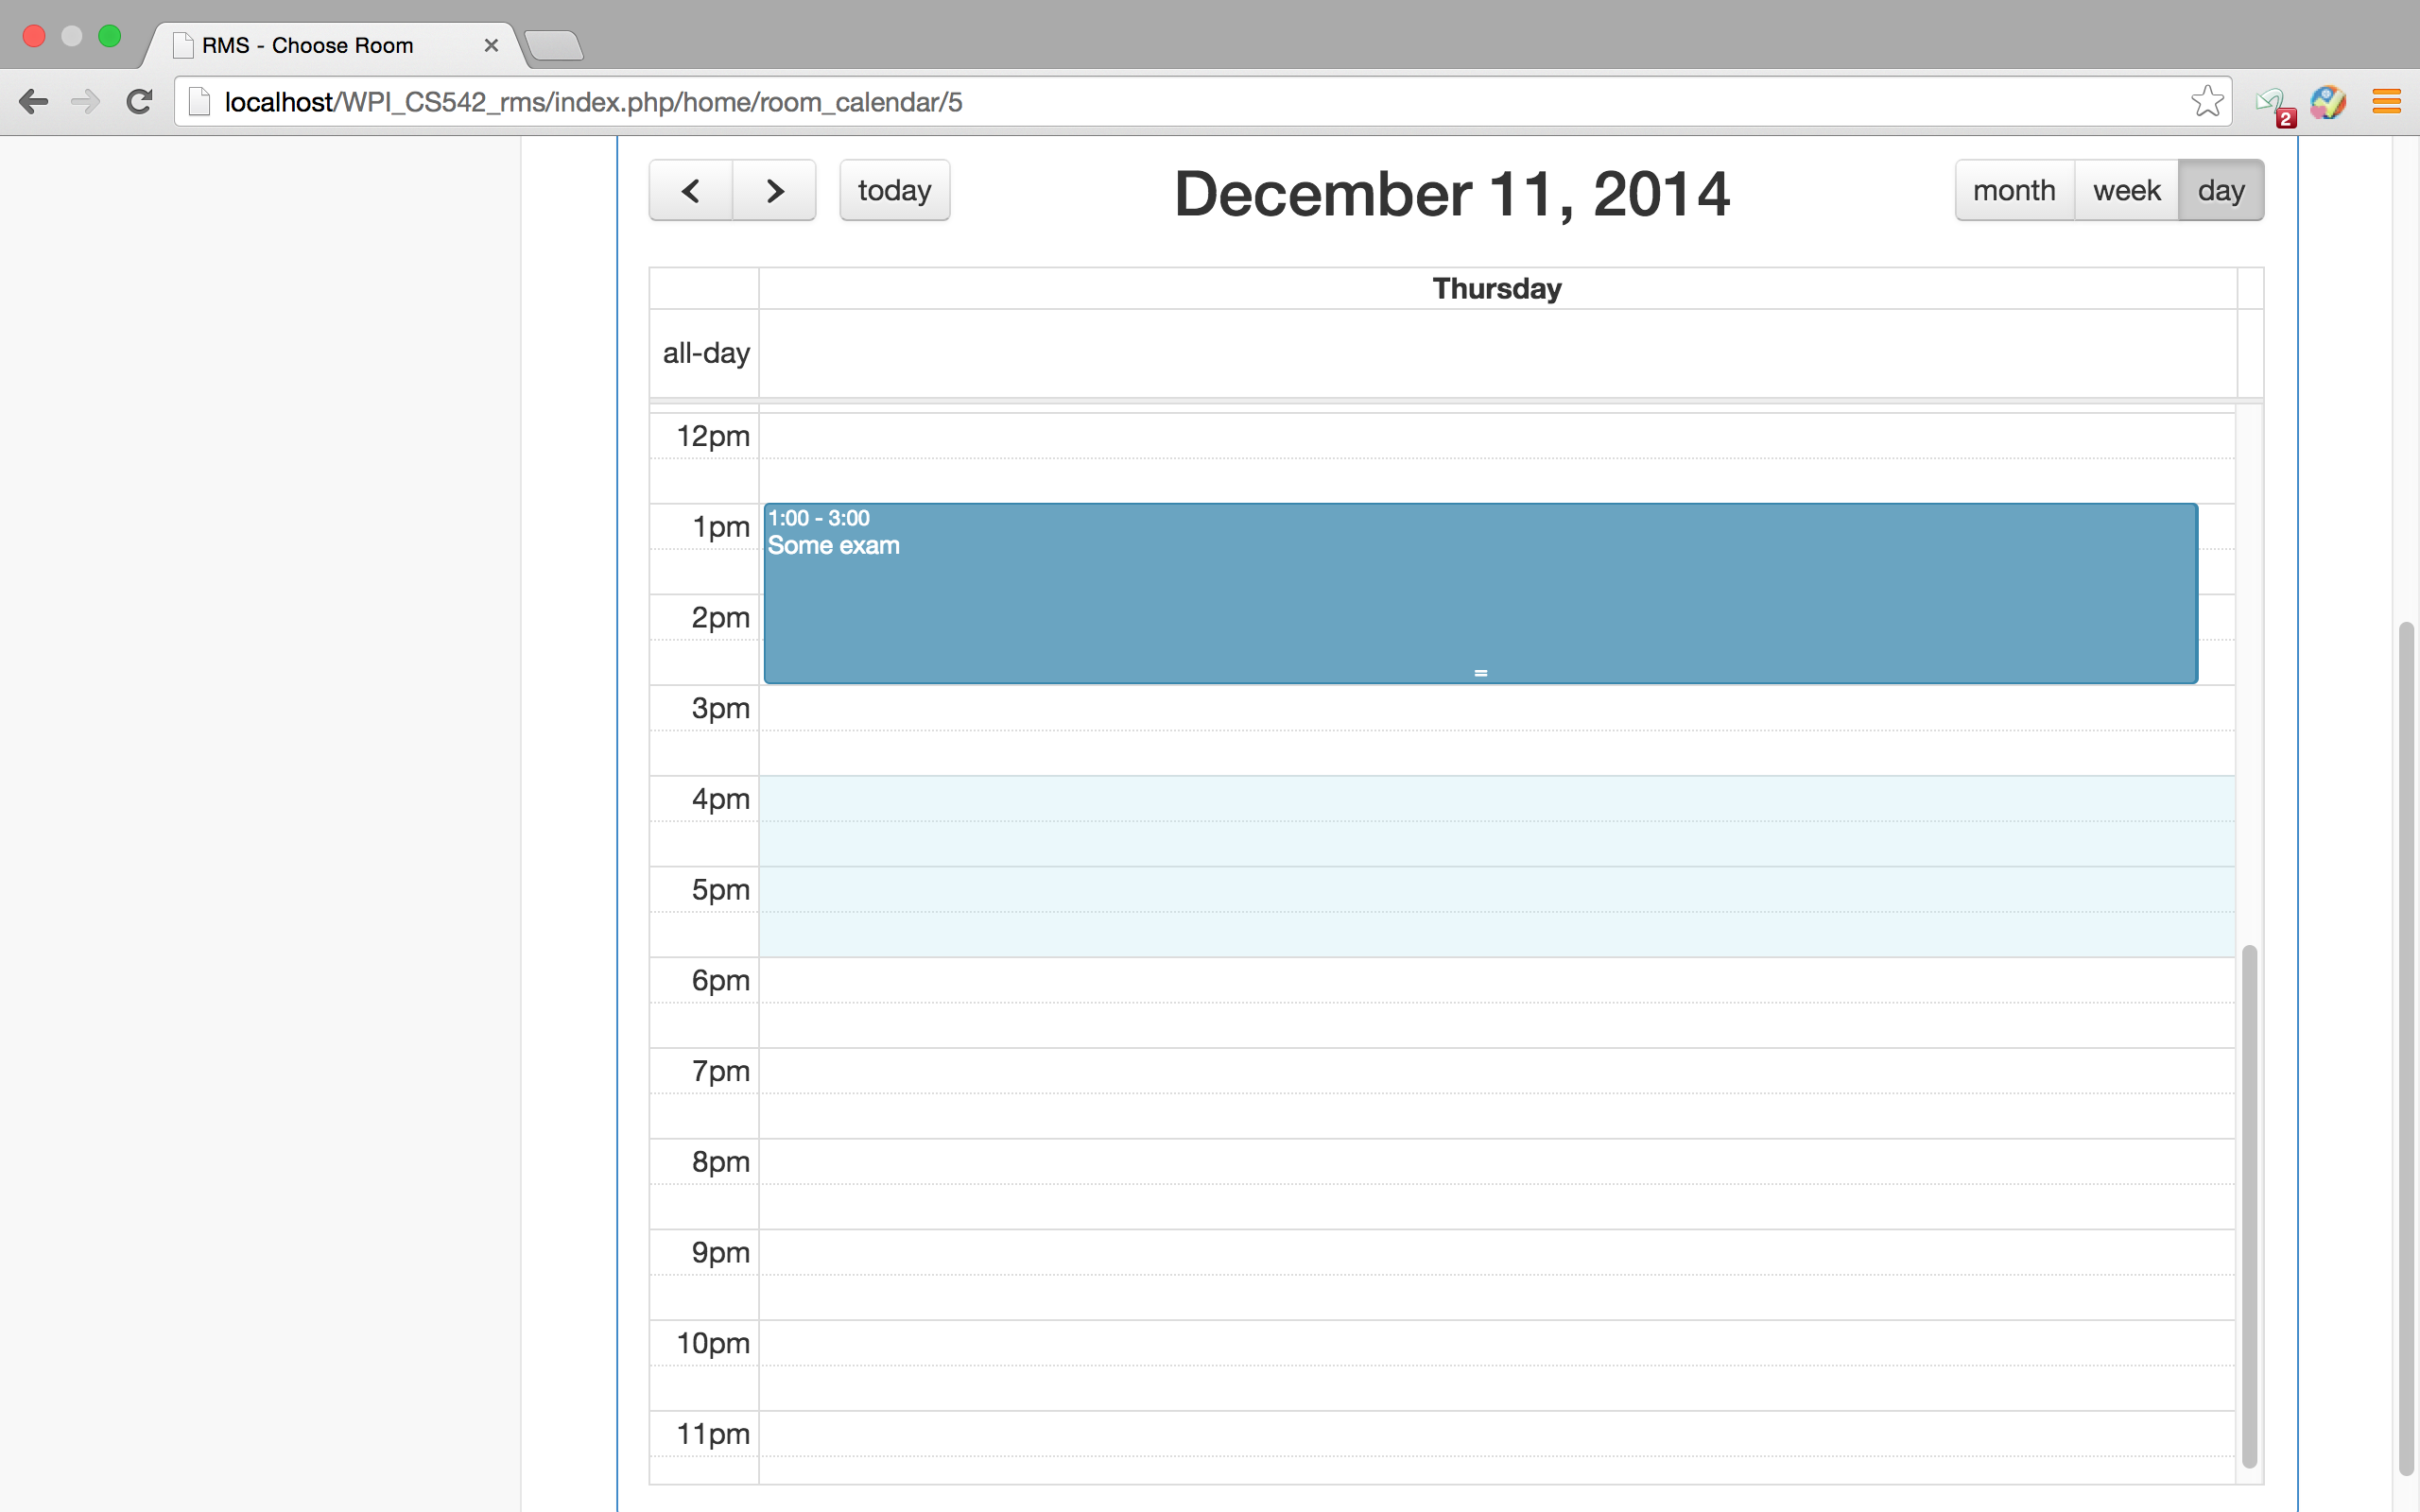 RMS - Choose Room
localhost/WPI_CS542_rms/index.php/home/room_calendar/5
2
today
December 11, 2014
month week day
Thursday
all-day
12pm
1pm
1:00 - 3:00
Some exam
2pm
3pm
4pm
5pm
6pm
7pm
8pm
9pm
10pm
11pm